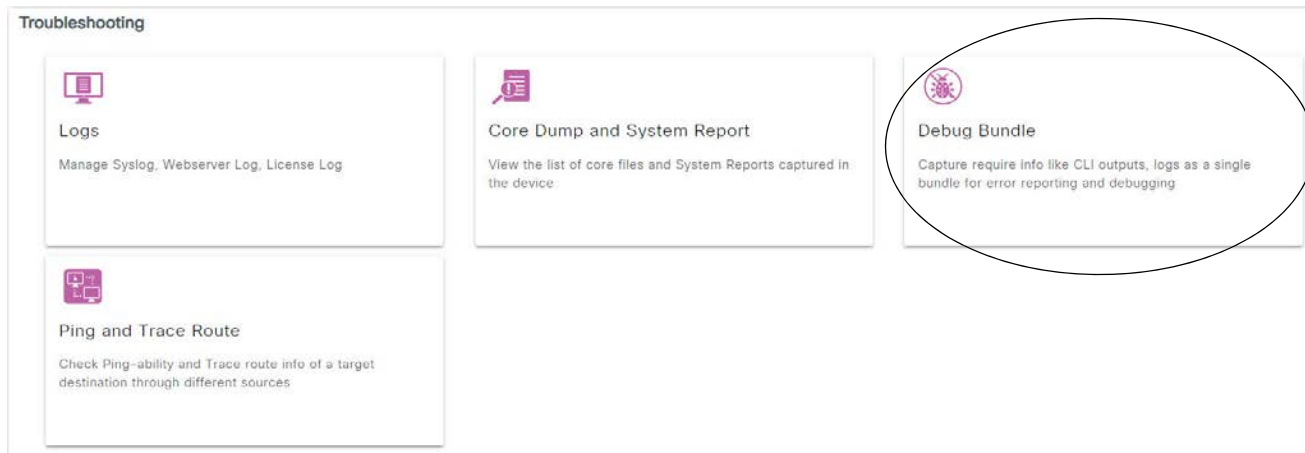 Troubleshooting
Logs
Manage Syslog, Webserver Log, License Log
Core Dump and System Report
View the list of core files and System Reports captured in
the device
Debug Bundle
Capture require info like CLI outputs, logs as a single
bundle for error reporting and debugging
Ping and Trace Route
Check Ping-ability and Trace route info of a target
destination through different sources